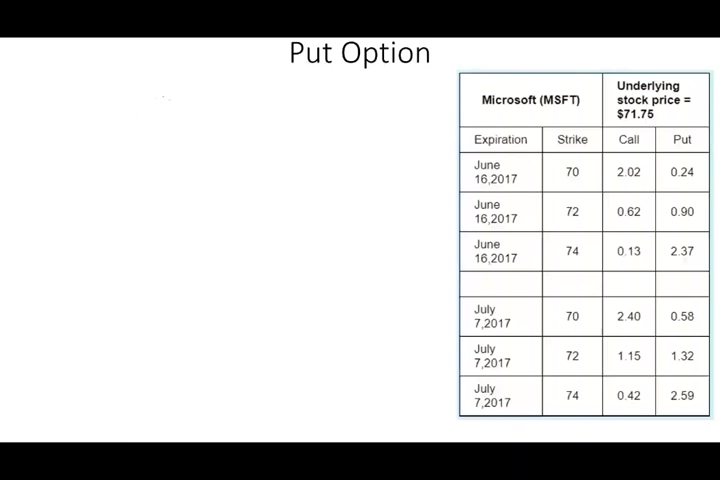 Put Option
Microsoft (MSFT)
Underlying
stock price =
$71.75
Expiration Strike Call Put
June
16,2017 70 2.02 0.24
June
16,2017 72 0.62 0.90
June
16,2017 74 0.13 2.37
July
7,2017 70 2.40 0.58
July
7,2017 72 1.15 1.32
July
7,2017 74 0.42 2.59